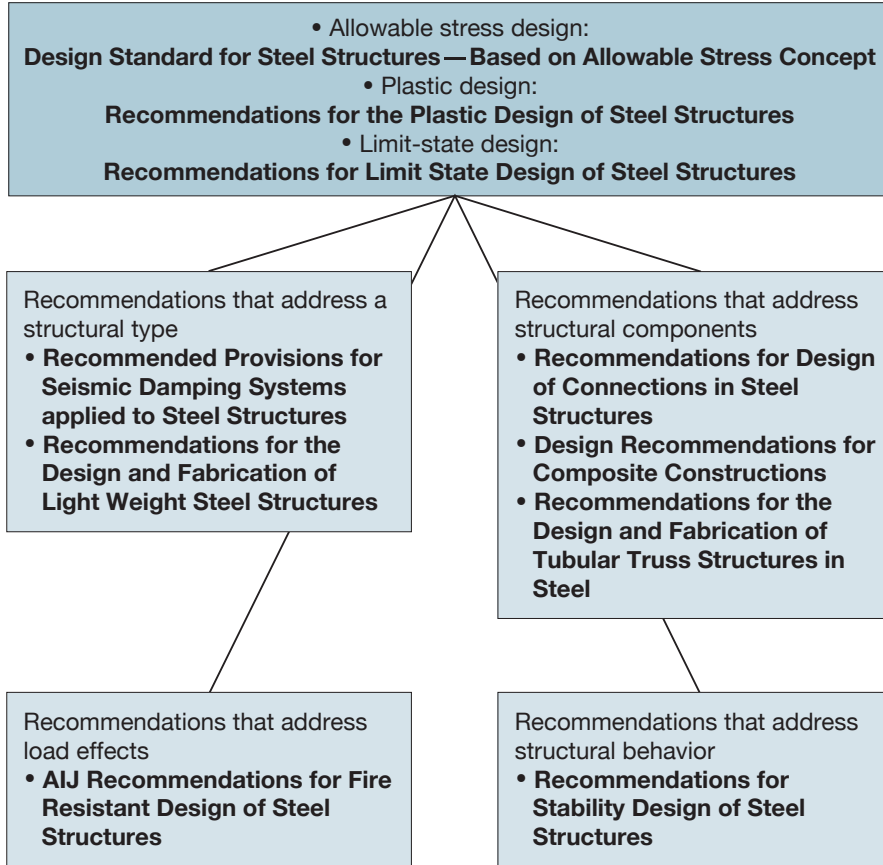 • Allowable stress design:
Design Standard for Steel Structures—Based on Allowable Stress Concept
• Plastic design:
Recommendations for the Plastic Design of Steel Structures
• Limit-state design:
Recommendations for Limit State Design of Steel Structures
Recommendations that address a
structural type
• Recommended Provisions for
Seismic Damping Systems
applied to Steel Structures
• Recommendations for the
Design and Fabrication of
Light Weight Steel Structures
Recommendations that address
structural components
• Recommendations for Design
of Connections in Steel
Structures
• Design Recommendations for
Composite Constructions
• Recommendations for the
Design and Fabrication of
Tubular Truss Structures in
Steel
Recommendations that address
load effects
• AIJ Recommendations for Fire
Resistant Design of Steel
Structures
Recommendations that address
structural behavior
• Recommendations for
Stability Design of Steel
Structures